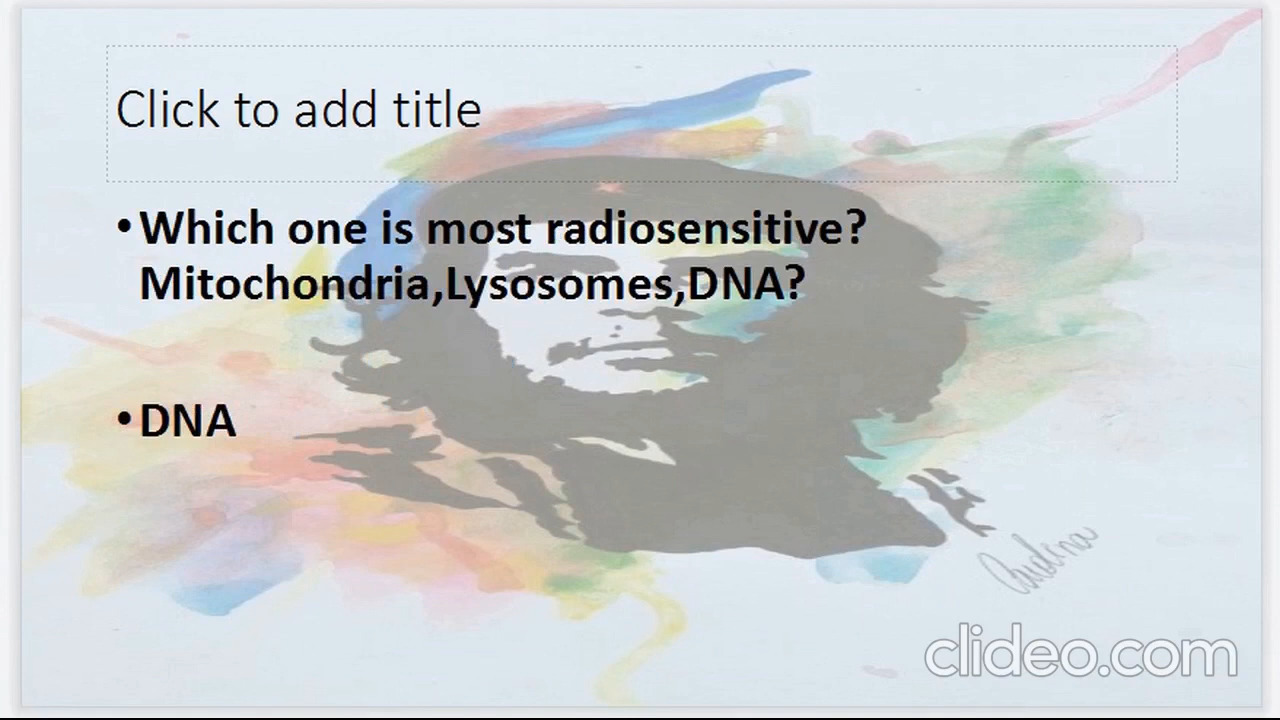 Click to add title
• Which one is most radiosensitive?
Mitochondria,Lysosomes,DNA?
• DNA
clideo.com